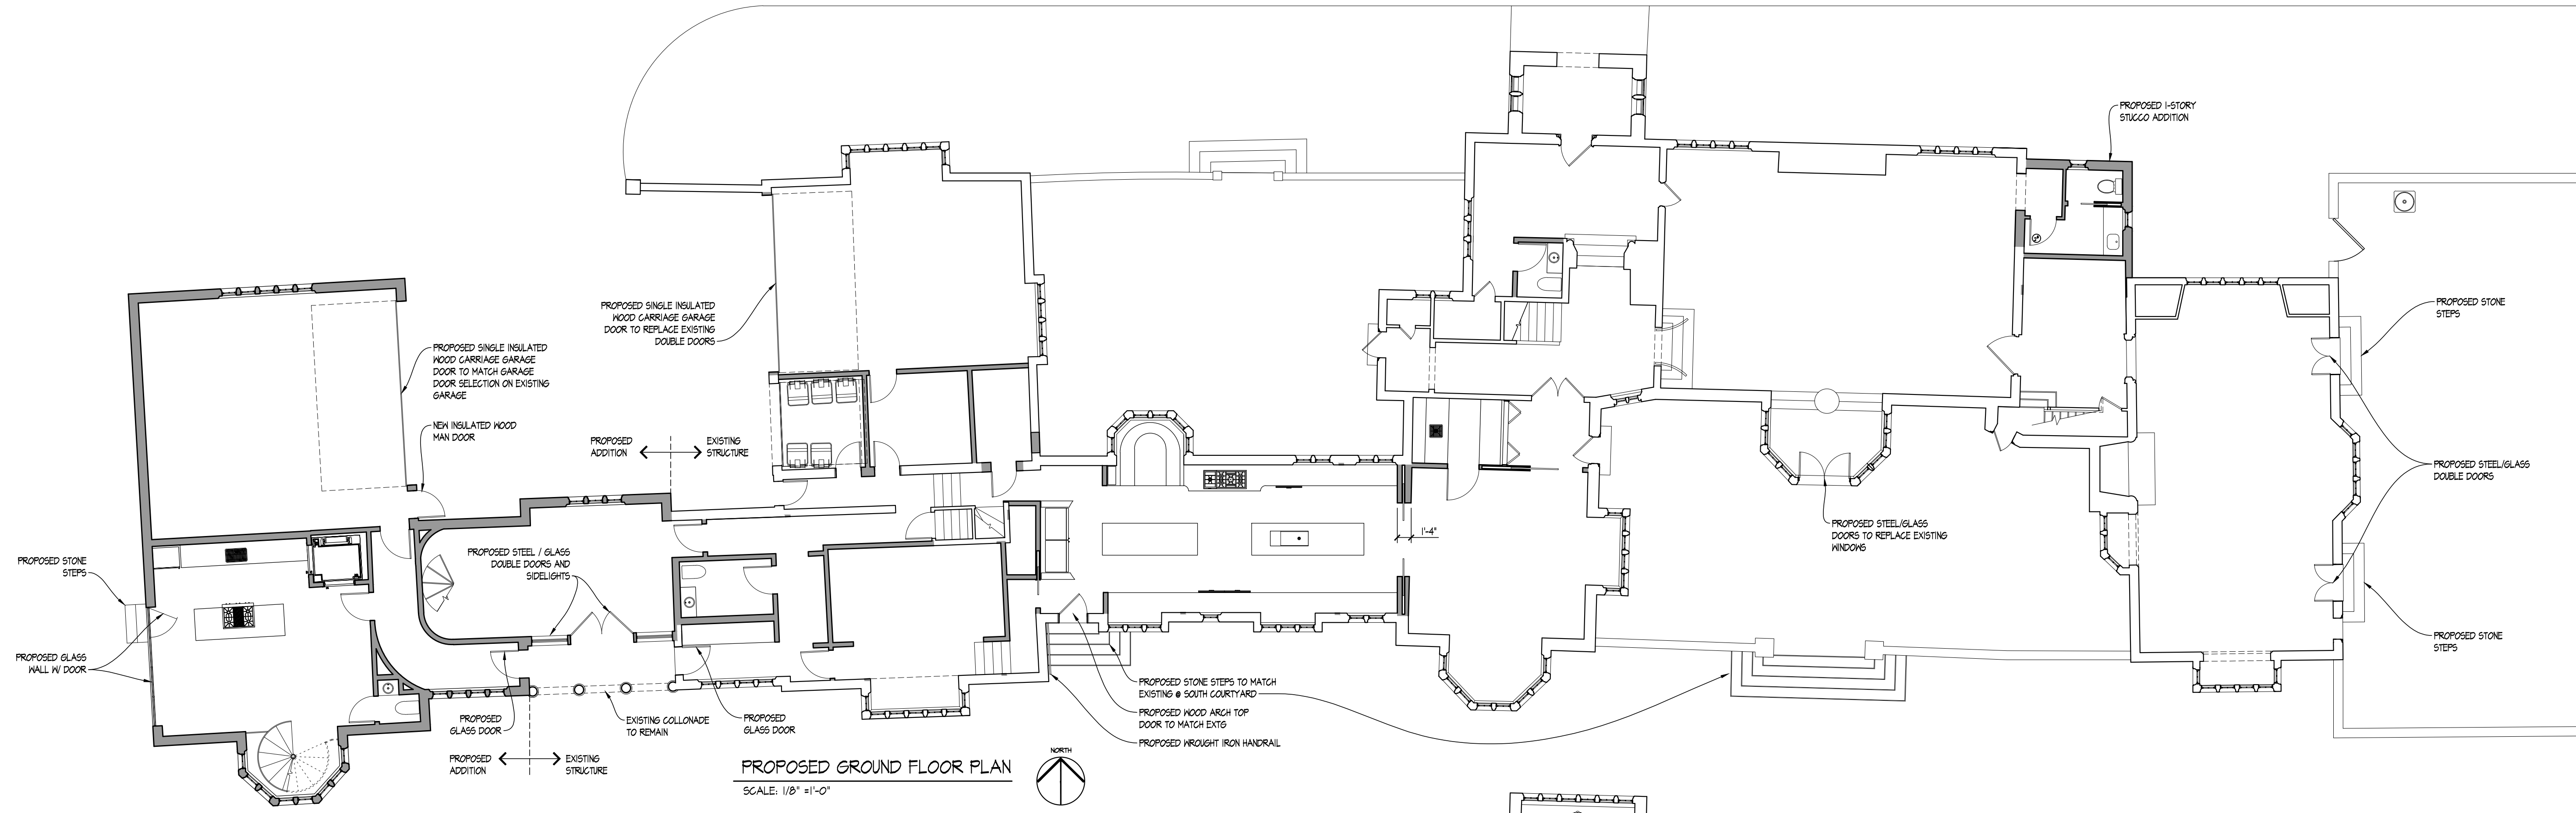 PROPOSED 1-STORY
STUCCO ADDITION
PROPOSED SINGLE INSULATED
WOOD CARRIAGE GARAGE
DOOR TO REPLACE EXISTING
DOUBLE DOORS
PROPOSED STONE
STEPS
PROPOSED SINGLE INSULATED
WOOD CARRIAGE GARAGE
DOOR TO MATCH GARAGE
DOOR SELECTION ON EXISTING
GARAGE
NEW INSULATED WOOD
MAN DOOR
PROPOSED
ADDITION
EXISTING
STRUCTURE
PROPOSED STEEL/GLASS
DOUBLE DOORS
PROPOSED STEEL/GLASS
DOORS TO REPLACE EXISTING
WINDOWS
1'-4"
PROPOSED STEEL / GLASS
DOUBLE DOORS AND
SIDELIGHTS
PROPOSED STONE
STEPS
PROPOSED GLASS
WALL W/ DOOR
PROPOSED STONE
STEPS
PROPOSED STONE STEPS TO MATCH
EXISTING @ SOUTH COURTYARD
PROPOSED WOOD ARCH TOP
DOOR TO MATCH EXTG
PROPOSED WROUGHT IRON HANDRAIL
PROPOSED
GLASS DOOR
EXISTING COLLONADE
TO REMAIN
PROPOSED
GLASS DOOR
PROPOSED
ADDITION
EXISTING
STRUCTURE
PROPOSED GROUND FLOOR PLAN
SCALE: 1/8" =1'-0"
NORTH